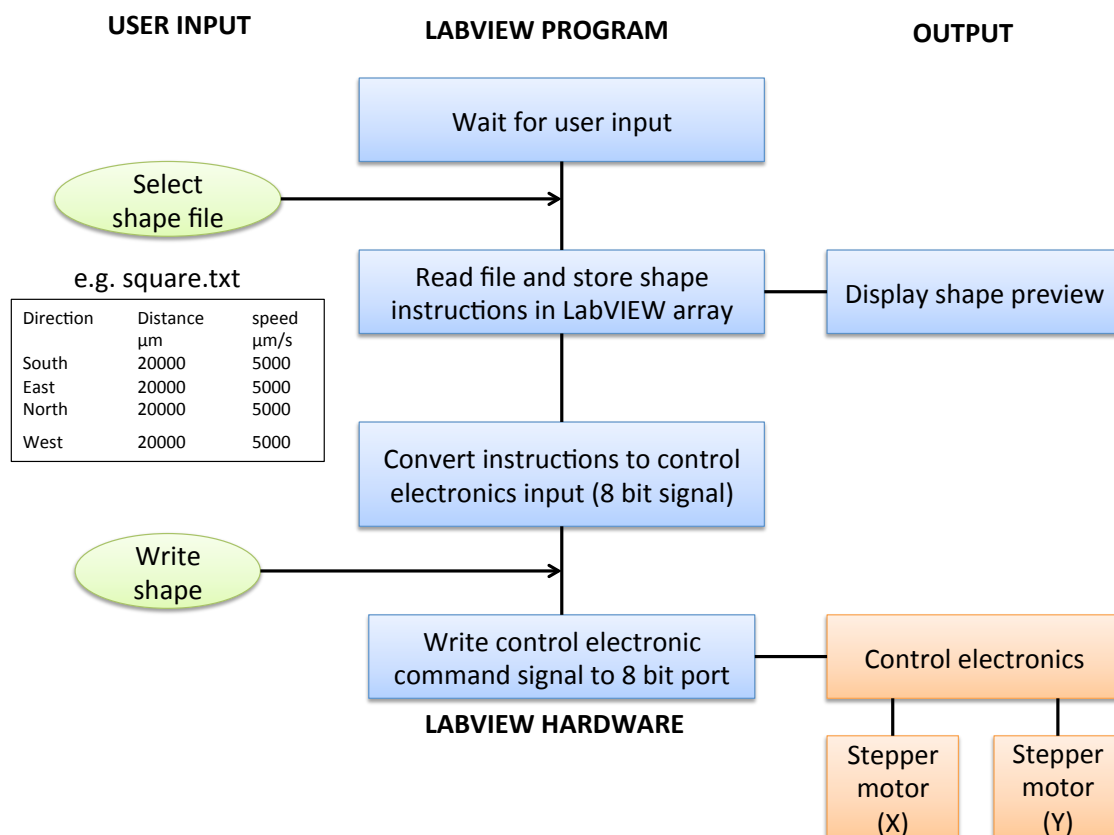 USER INPUT
LABVIEW PROGRAM
OUTPUT
Wait for user input
Select
shape file
e.g. square.txt
Direction Distance speed
μm μm/s
South 20000 5000
East 20000 5000
North 20000 5000
West 20000 5000
Read file and store shape
instructions in LabVIEW array
Display shape preview
Convert instructions to control
electronics input (8 bit signal)
Write
shape
Write control electronic
command signal to 8 bit port
LABVIEW HARDWARE
Control electronics
Stepper
motor
(X)
Stepper
motor
(Y)